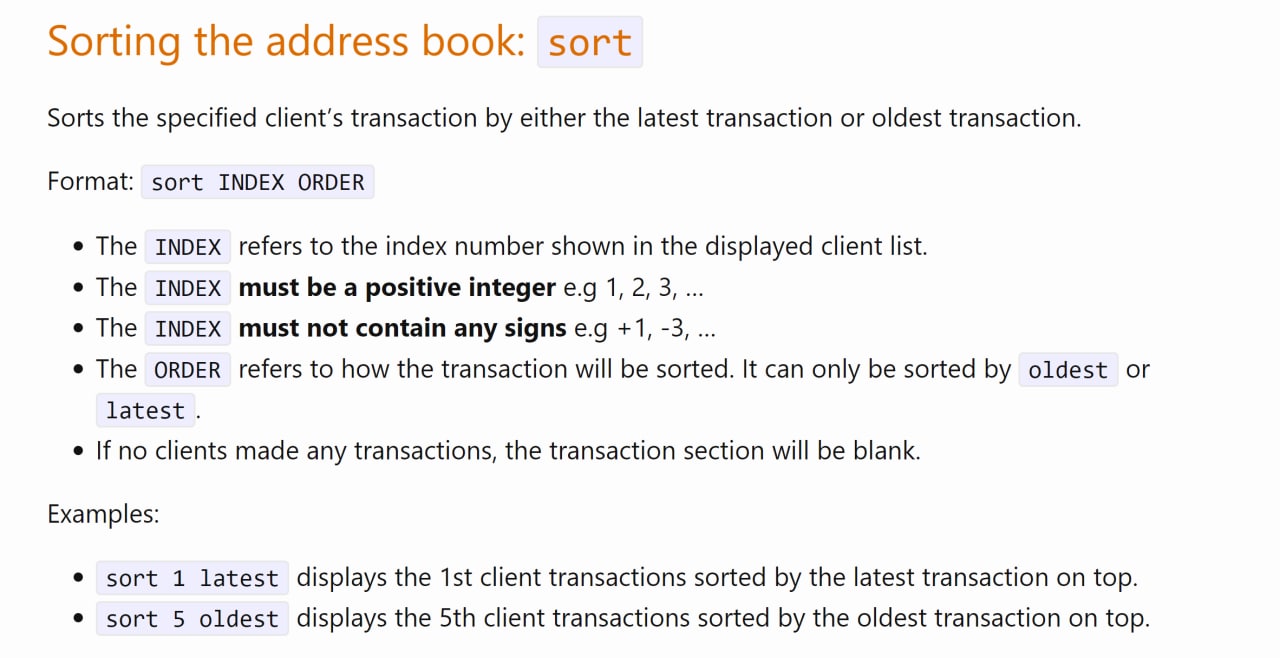 Sorting the address book: sort
Sorts the specified client’s transaction by either the latest transaction or oldest transaction.
Format: sort INDEX ORDER
• The INDEX refers to the index number shown in the displayed client list.
• The INDEX must be a positive integer e.g 1, 2, 3, …
• The INDEX must not contain any signs e.g +1, -3, …
• The ORDER refers to how the transaction will be sorted. It can only be sorted by oldest or
latest.
• If no clients made any transactions, the transaction section will be blank.
Examples:
• sort 1 latest displays the 1st client transactions sorted by the latest transaction on top.
• sort 5 oldest displays the 5th client transactions sorted by the oldest transaction on top.